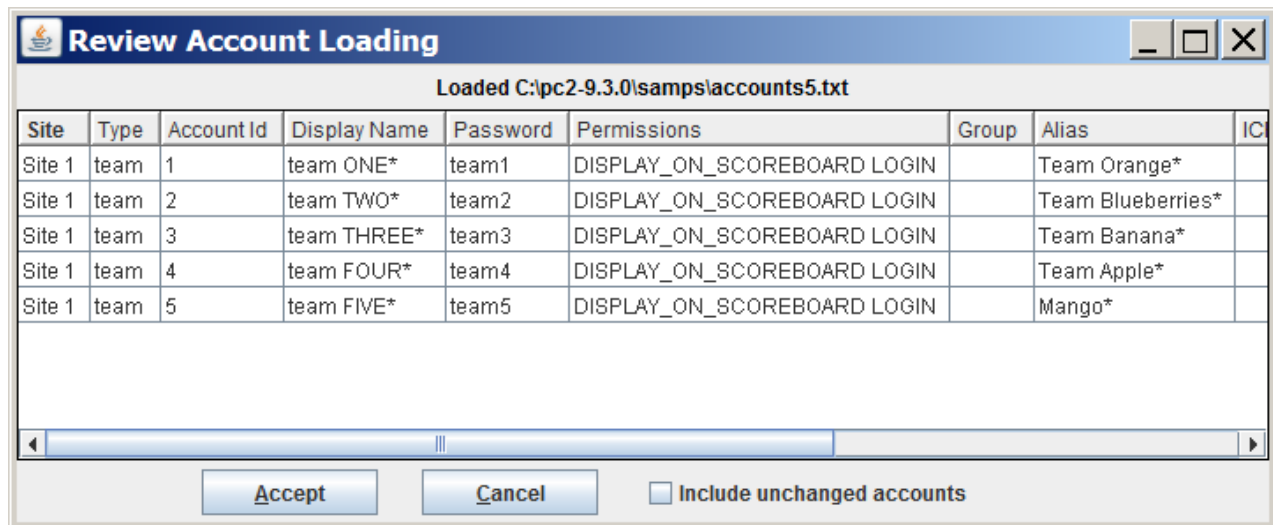 Review Account Loading
Loaded C:\pc2-9.3.0\samps\accounts5.txt
Site Type Account Id Display Name Password Permissions Group Alias
Site 1 team 1 team ONE* team1 DISPLAY_ON_SCOREBOARD LOGIN Team Orange*
Site 1 team 2 team TWO* team2 DISPLAY_ON_SCOREBOARD LOGIN Team Blueberries*
Site 1 team 3 team THREE* team3 DISPLAY_ON_SCOREBOARD LOGIN Team Banana*
Site 1 team 4 team FOUR* team4 DISPLAY_ON_SCOREBOARD LOGIN Team Apple*
Site 1 team 5 team FIVE* team5 DISPLAY_ON_SCOREBOARD LOGIN Mango*
Accept Cancel Include unchanged accounts